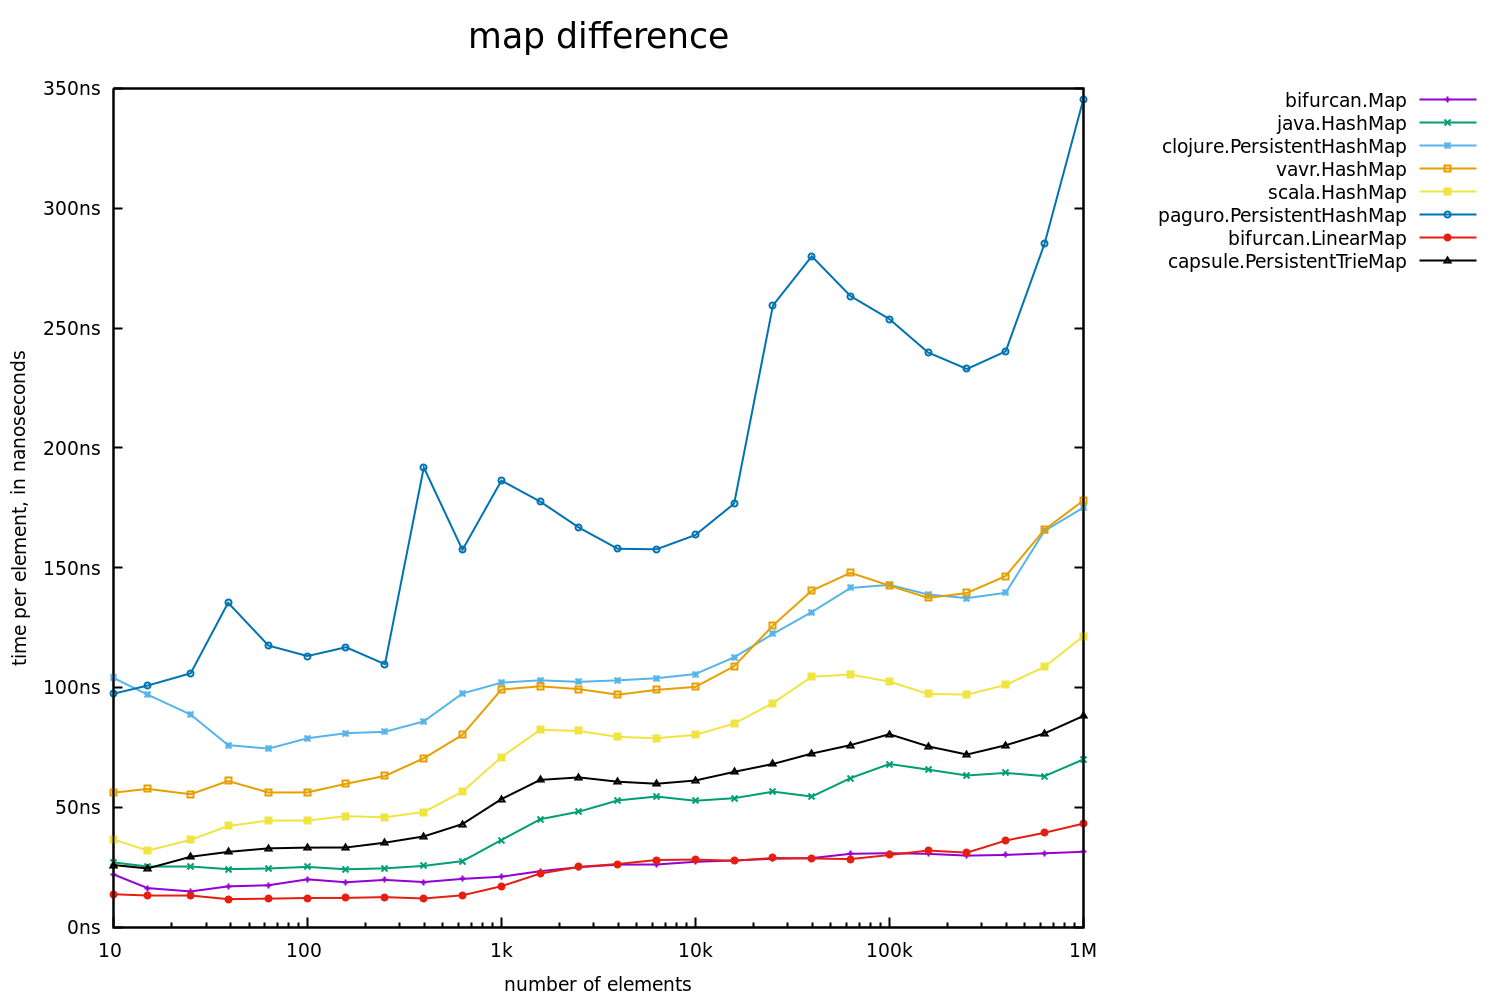 map difference
350ns
300ns
250ns
200ns
150ns
100ns
50ns
0ns
10 100 1k 10k 100k 1M
number of elements
time per element, in nanoseconds
bifurcan.Map
java.HashMap
clojure.PersistentHashMap
vavr.HashMap
scala.HashMap
paguro.PersistentHashMap
bifurcan.LinearMap
capsule.PersistentTrieMap